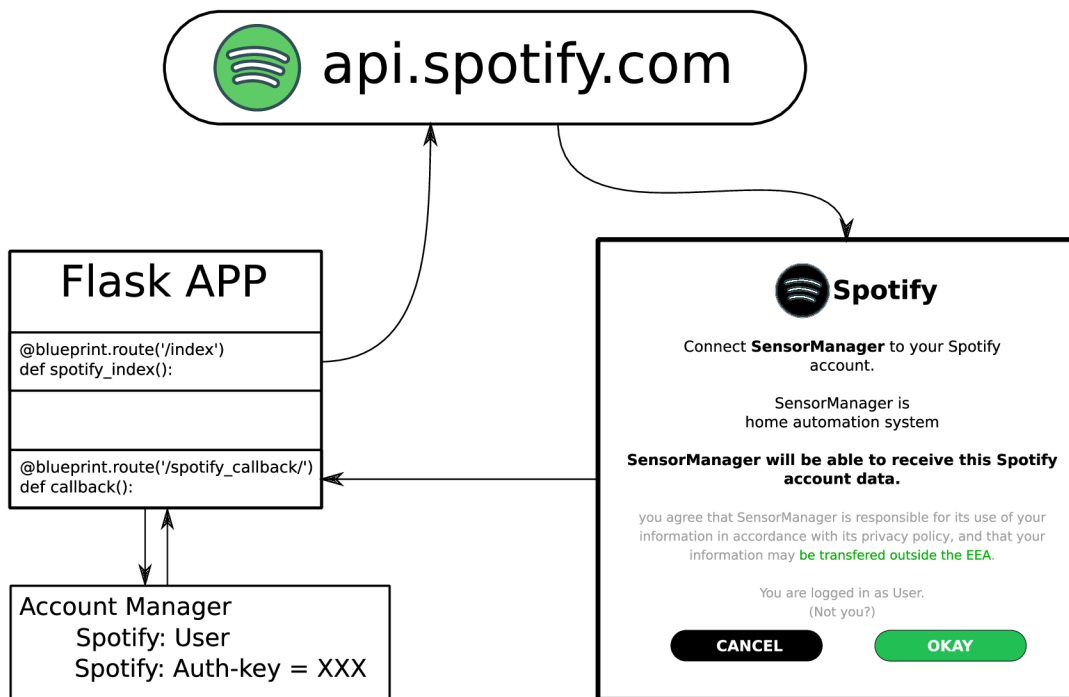 api.spotify.com
Flask APP
@blueprint.route('/index')
def spotify_index():
@blueprint.route('/spotify_callback/')
def callback():
Account Manager
Spotify: User
Spotify: Auth-key = XXX
Spotify
Connect SensorManager to your Spotify
account.
SensorManager is
home automation system
SensorManager will be able to receive this Spotify
account data.
you agree that SensorManager is responsible for its use of your
information in accordance with its privacy policy, and that your
information may be transfered outside the EEA.
You are logged in as User.
(Not you?)
CANCEL
OKAY